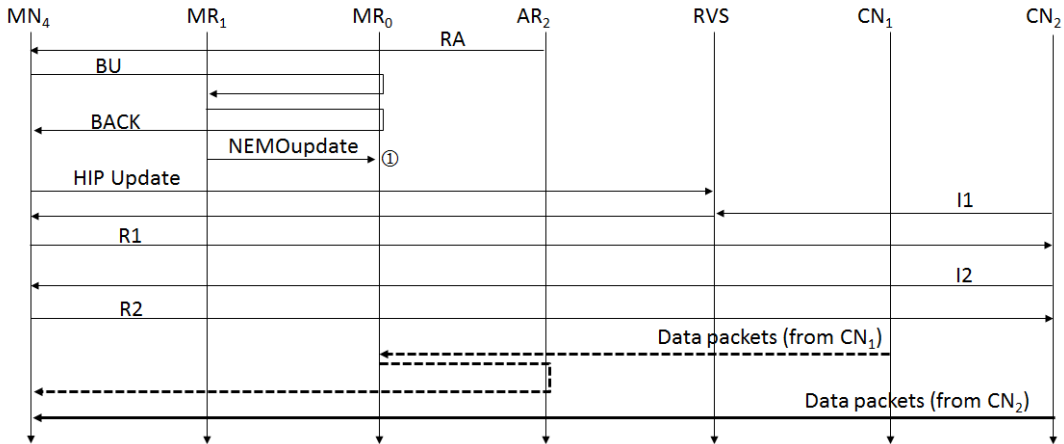 MN₄ MR₁ MR₀ AR₂ RVS CN₁ CN₂
RA
BU
BACK
NEMOupdate ①
HIP Update
I1
R1
I2
R2
Data packets (from CN₁)
Data packets (from CN₂)